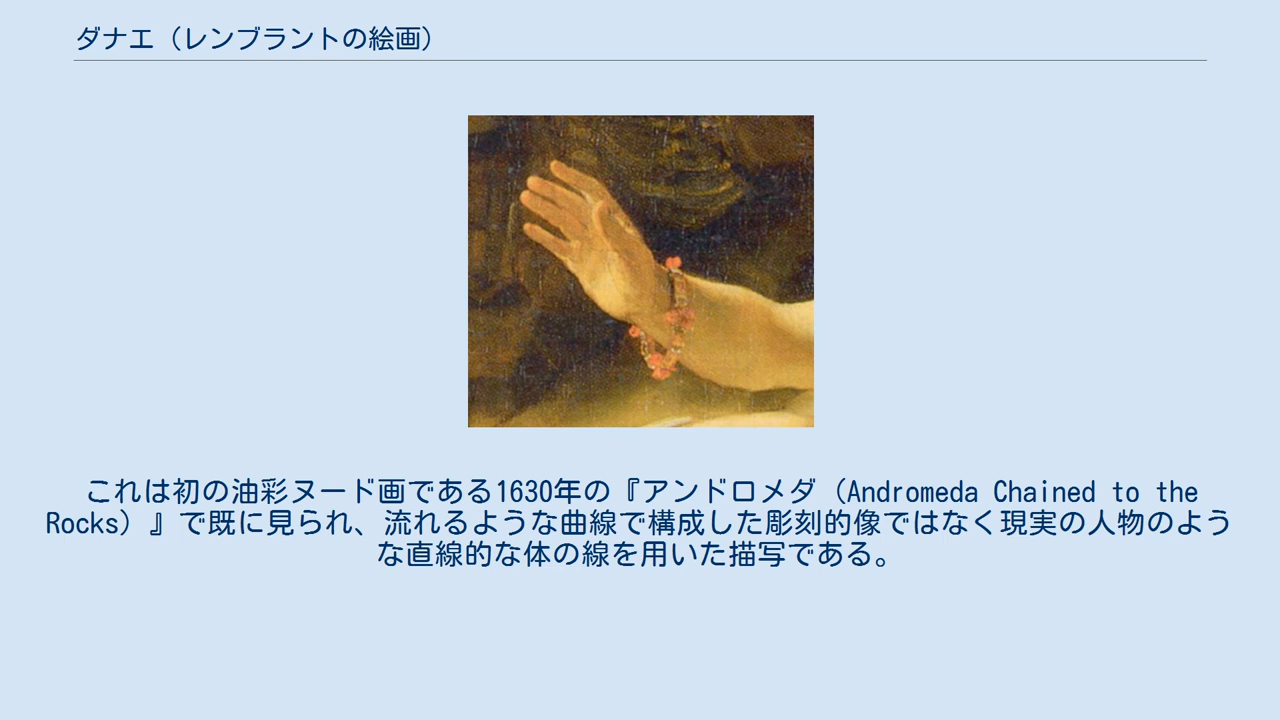 ダナエ（レンブラントの絵画）
これは初の油彩ヌード画である1630年の『アンドロメダ（Andromeda Chained to the
Rocks）』で既に見られ、流れるような曲線で構成した彫刻的像ではなく現実の人物のよう
な直線的な体の線を用いた描写である。